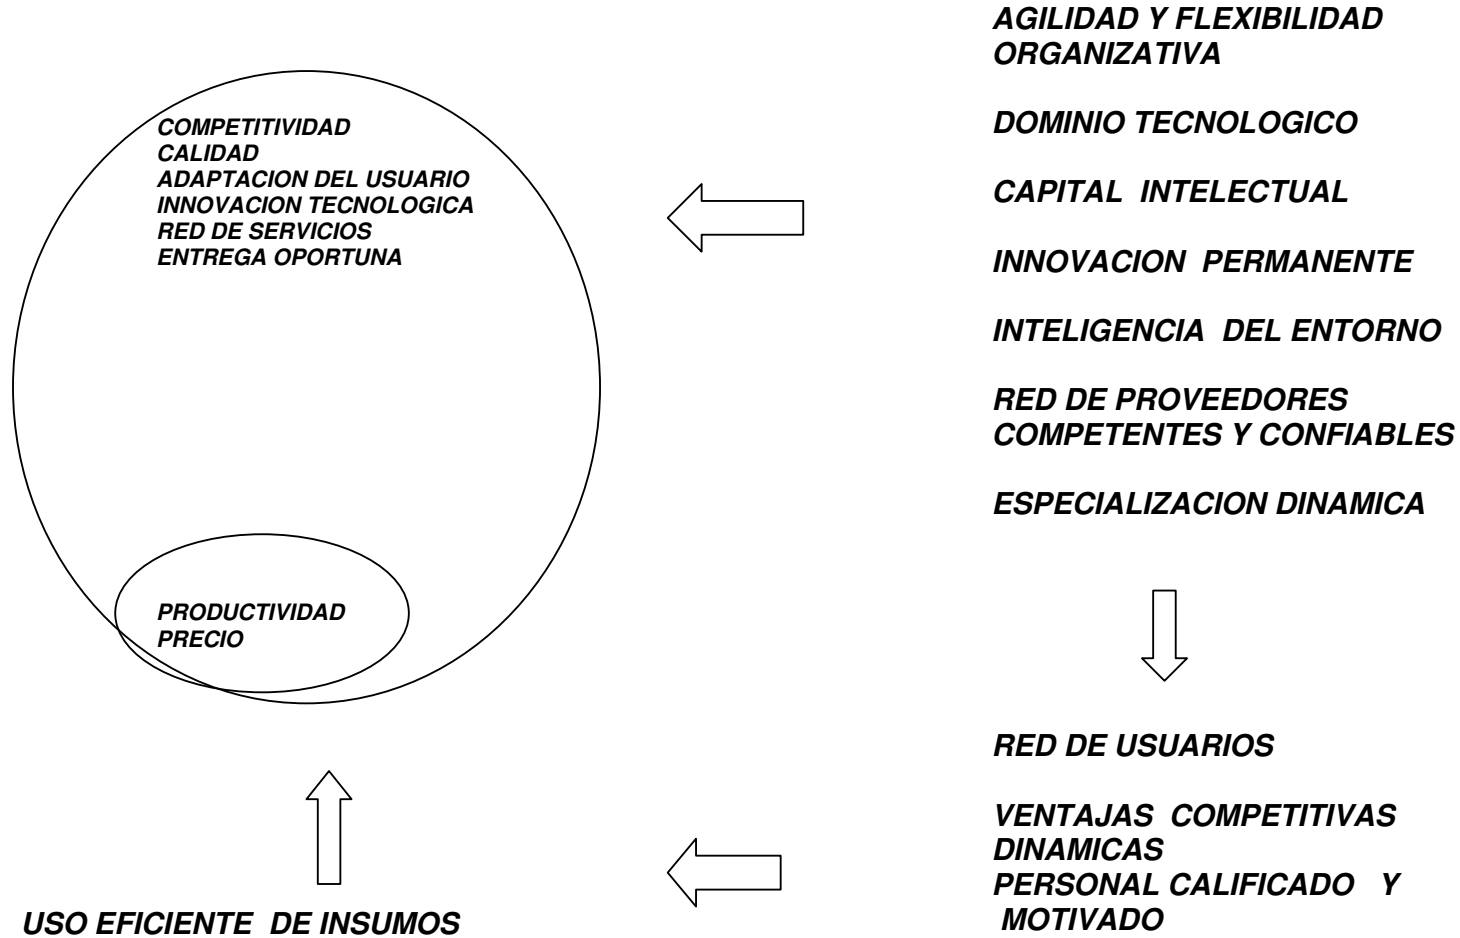 COMPETITIVIDAD
CALIDAD
ADAPTACION DEL USUARIO
INNOVACION TECNOLOGICA
RED DE SERVICIOS
ENTREGA OPORTUNA
PRODUCTIVIDAD
PRECIO
USO EFICIENTE DE INSUMOS
AGILIDAD Y FLEXIBILIDAD
ORGANIZATIVA
DOMINIO TECNOLOGICO
CAPITAL INTELECTUAL
INNOVACION PERMANENTE
INTELIGENCIA DEL ENTORNO
RED DE PROVEEDORES
COMPETENTES Y CONFIABLES
ESPECIALIZACION DINAMICA
RED DE USUARIOS
VENTAJAS COMPETITIVAS
DINAMICAS
PERSONAL CALIFICADO Y
MOTIVADO